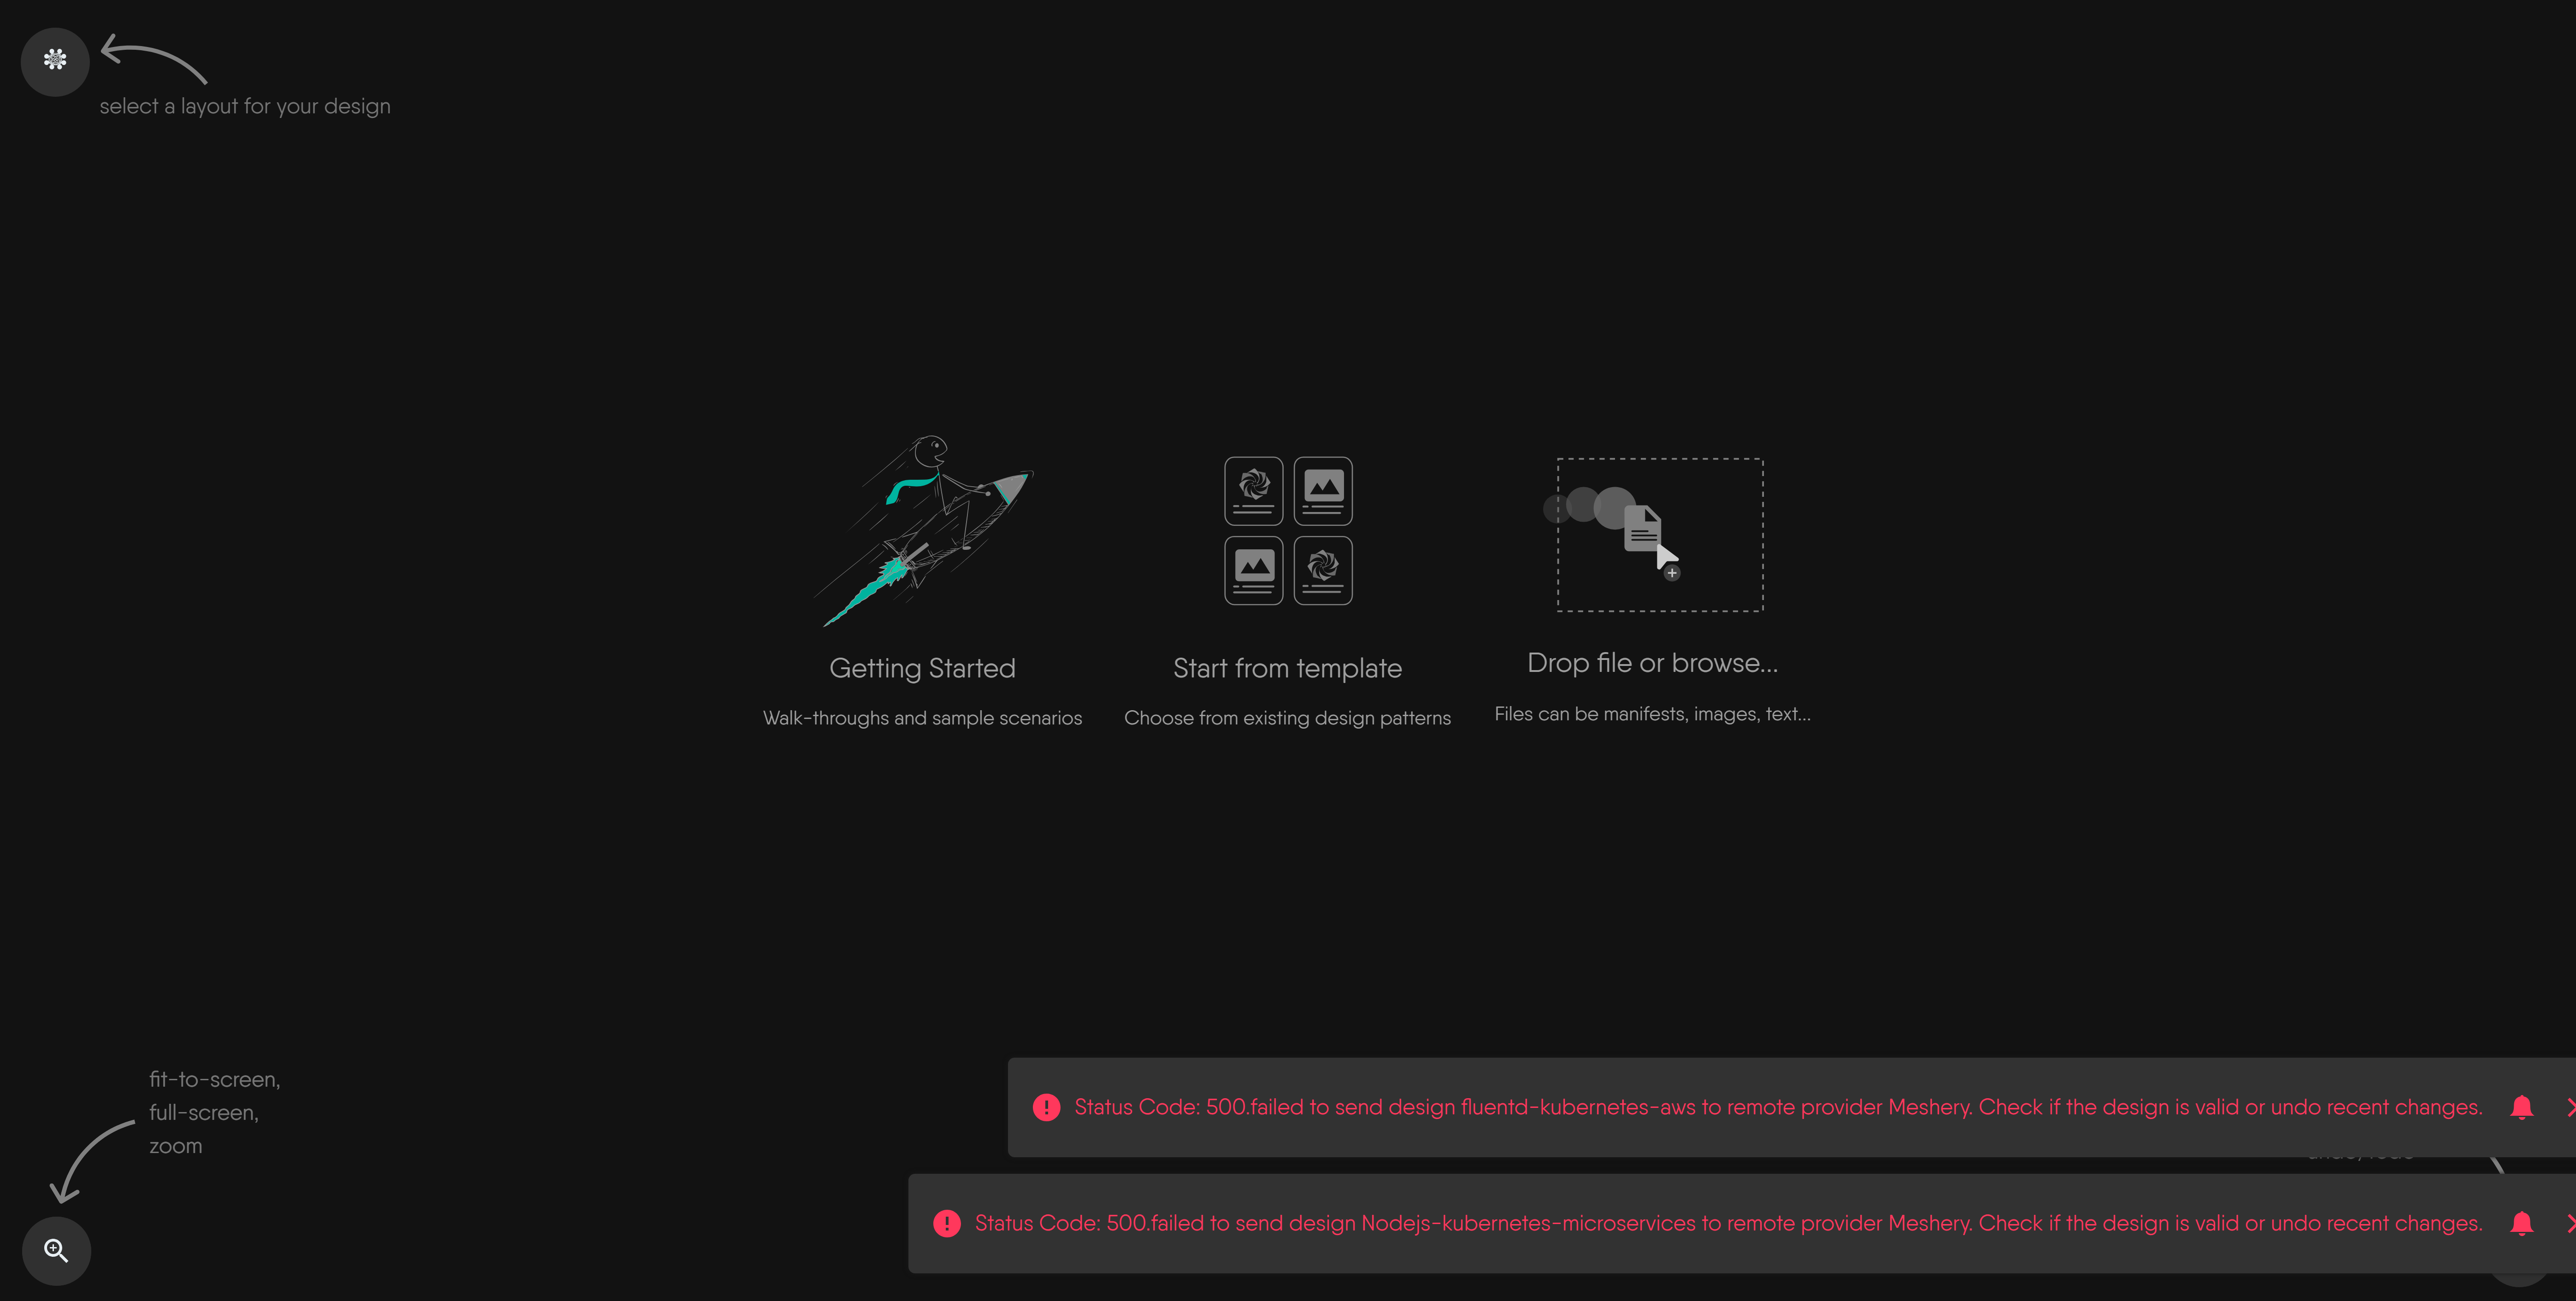 select a layout for your design
Getting Started
Start from template
Drop file or browse...
Walk-throughs and sample scenarios
Choose from existing design patterns
Files can be manifests, images, text...
fit-to-screen,
full-screen,
zoom
Status Code: 500.failed to send design fluentd-kubernetes-aws to remote provider Meshery. Check if the design is valid or undo recent changes.
Status Code: 500.failed to send design Nodejs-kubernetes-microservices to remote provider Meshery. Check if the design is valid or undo recent changes.